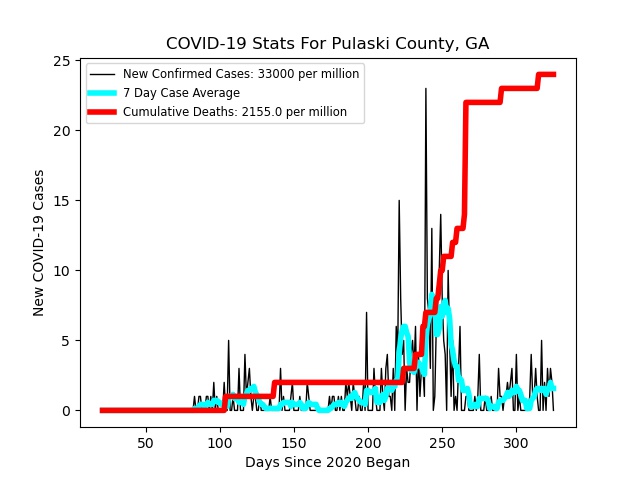 COVID-19 Stats For Pulaski County, GA
New Confirmed Cases: 33000 per million
7 Day Case Average
Cumulative Deaths: 2155.0 per million
New COVID-19 Cases
25
20
15
10
5
0
50 100 150 200 250 300
Days Since 2020 Began